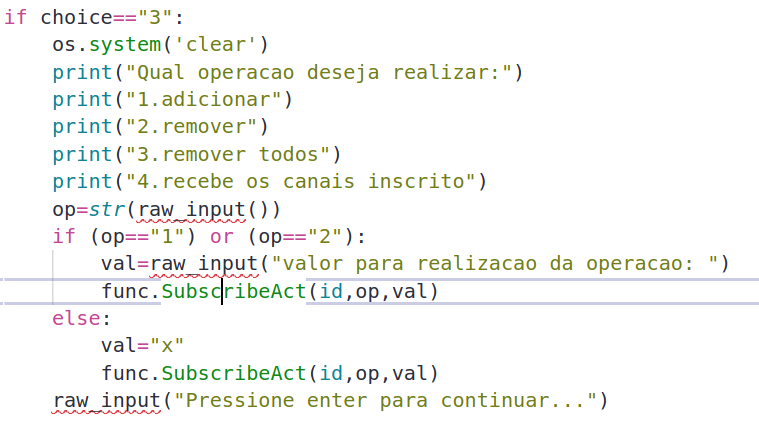 if choice=="3":
    os.system('clear')
    print("Qual operacao deseja realizar:")
    print("1.adicionar")
    print("2.remover")
    print("3.remover todos")
    print("4.recebe os canais inscrito")
    op=str(raw_input())
    if (op=="1") or (op=="2"):
        val=raw_input("valor para realizacao da operacao: ")
        func.SubscribeAct(id,op,val)
    else:
        val="x"
        func.SubscribeAct(id,op,val)
    raw_input("Pressione enter para continuar...")